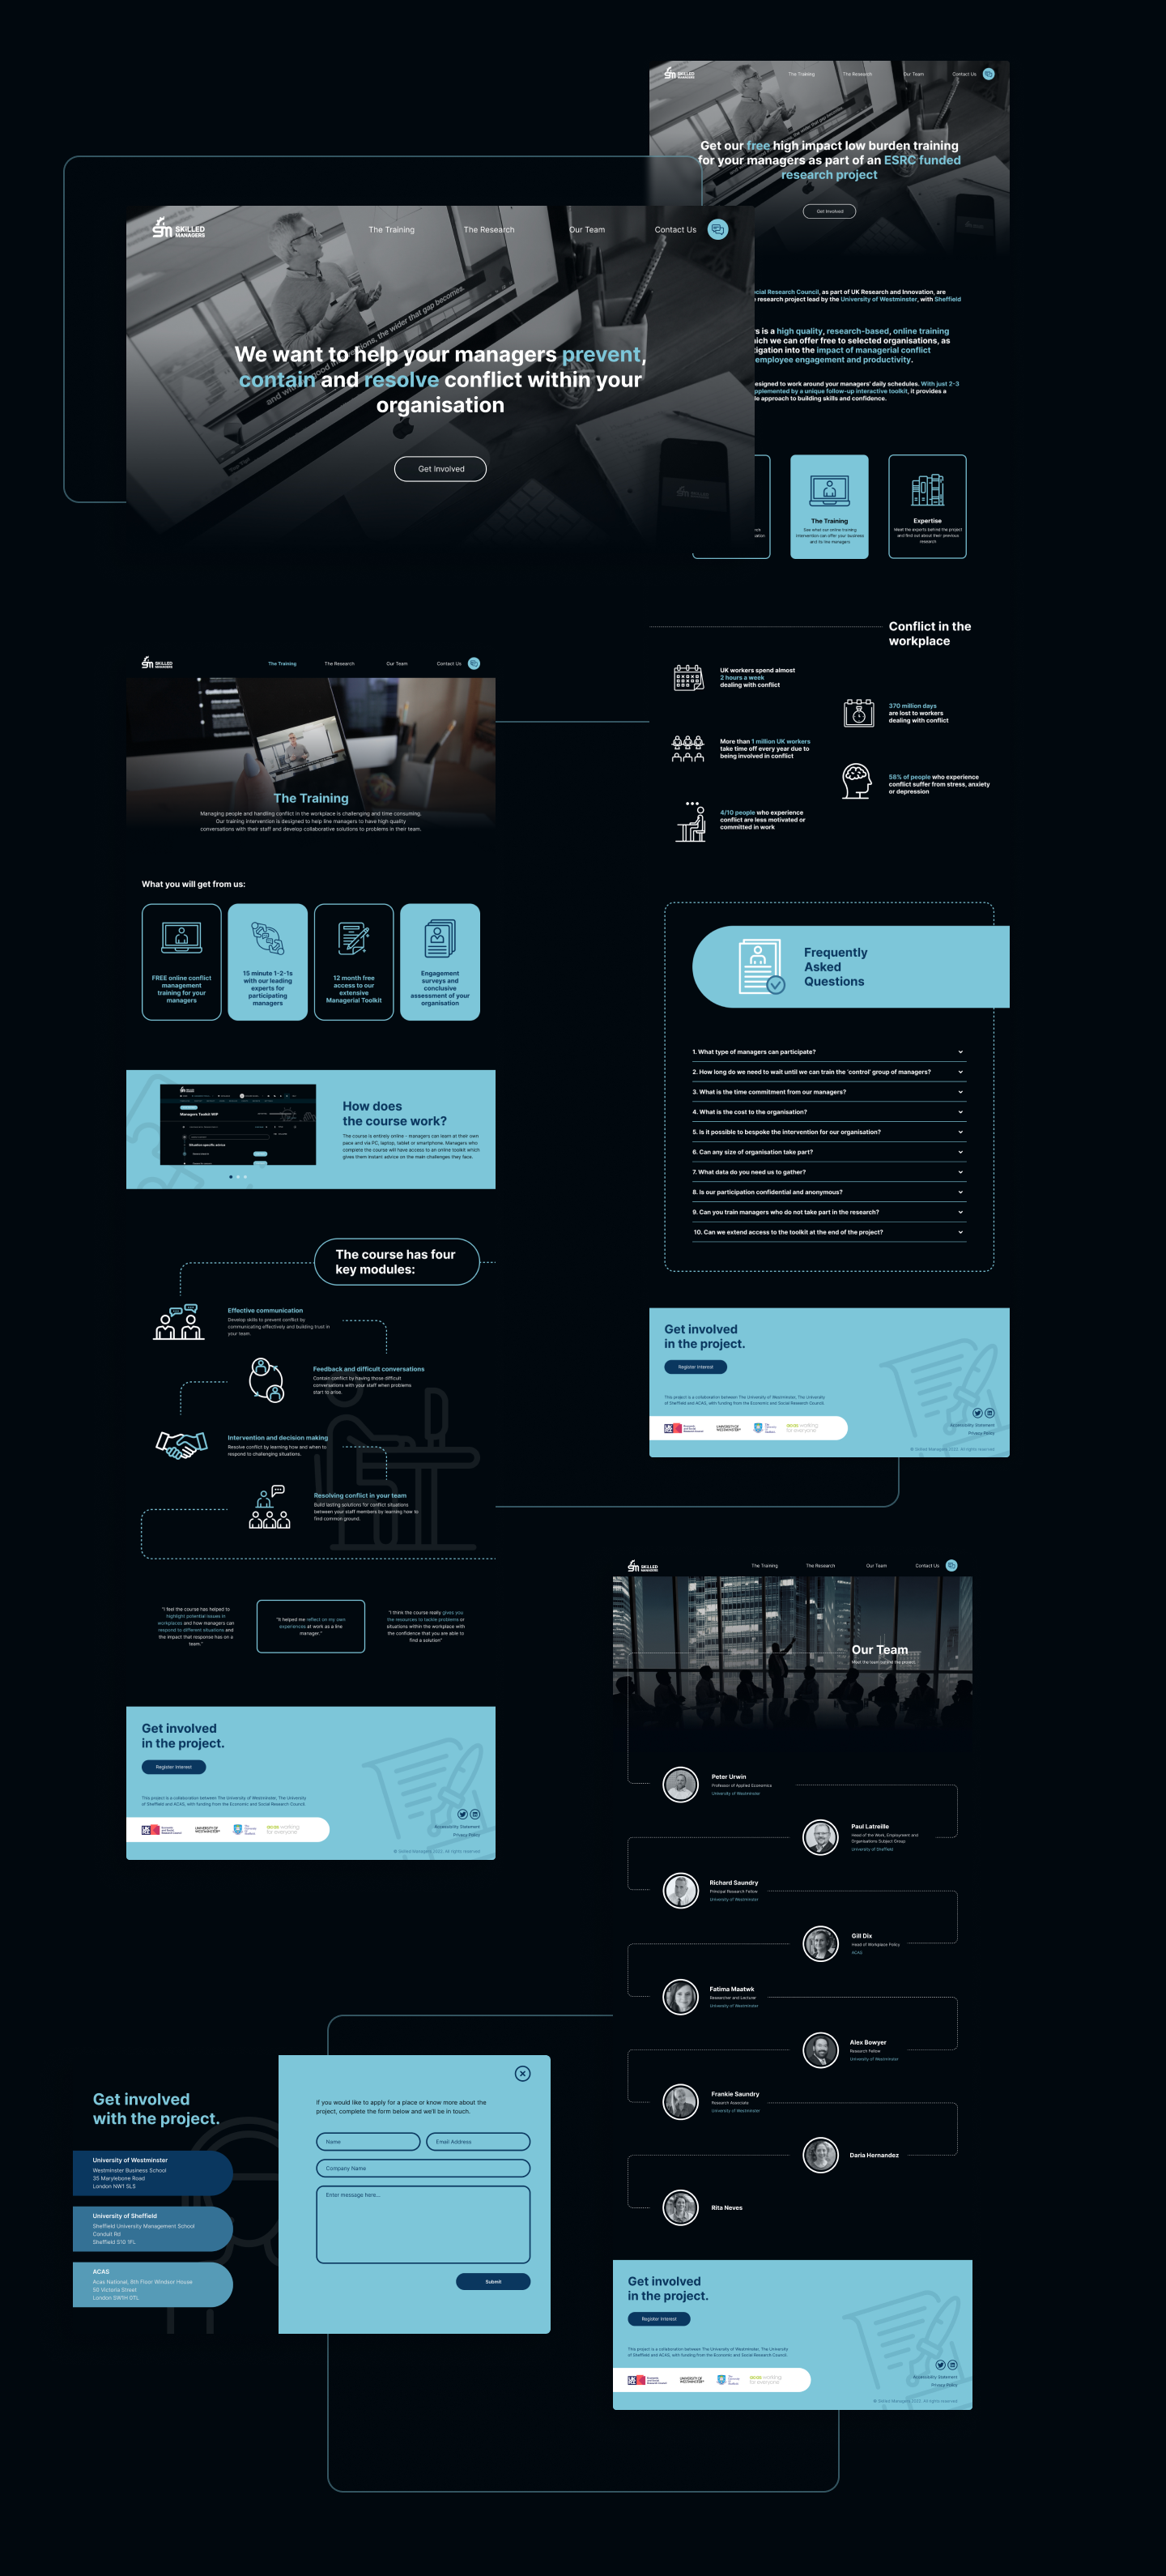 SKILLED
MANAGERS
The Training
The Research
Our Team
Contact Us
Get our free high impact low burden training
for your managers as part of an ESRC funded
research project
Get Involved
SKILLED
MANAGERS
The Training
The Research
Our Team
Contact Us
and with good intentions, the wider that gap becomes.
We want to help your managers prevent,
contain and resolve conflict within your
organisation
Get Involved
cial Research Council, as part of UK Research and Innovation, are
research project lead by the University of Westminster, with Sheffield
s is a high quality, research-based, online training
ich we can offer free to selected organisations, as
igation into the impact of managerial conflict
employee engagement and productivity.
esigned to work around your managers' daily schedules. With just 2-3
pplemented by a unique follow-up interactive toolkit, it provides a
le approach to building skills and confidence.
The Training
See what our online training
intervention can offer your business
and its line managers
Expertise
Meet the experts behind the project
and find out about their previous
research
Conflict in the
workplace
UK workers spend almost
2 hours a week
dealing with conflict
370 million days
are lost to workers
dealing with conflict
More than 1 million UK workers
take time off every year due to
being involved in conflict
58% of people who experience
conflict suffer from stress, anxiety
or depression
4/10 people who experience
conflict are less motivated or
committed in work
Frequently
Asked
Questions
1. What type of managers can participate?
2. How long do we need to wait until we can train the 'control' group of managers?
3. What is the time commitment from our managers?
4. What is the cost to the organisation?
5. Is it possible to bespoke the intervention for our organisation?
6. Can any size of organisation take part?
7. What data do you need us to gather?
8. Is our participation confidential and anonymous?
9. Can you train managers who do not take part in the research?
10. Can we extend access to the toolkit at the end of the project?
Get involved
in the project.
Register Interest
This project is a collaboration between The University of Westminster, The University
of Sheffield and ACAS, with funding from the Economic and Social Research Council.
UNIVERSITY OF
WESTMINSTER
acas working
for everyone
Accessibility Statement
Privacy Policy
© Skilled Managers, 2022. All rights reserved
SKILLED
MANAGERS
The Training
The Research
Our Team
Contact Us
The Training
Managing people and handling conflict in the workplace is challenging and time consuming.
Our training intervention is designed to help line managers to have high quality
conversations with their staff and develop collaborative solutions to problems in their team.
What you will get from us:
FREE online conflict
management
training for your
managers
15 minute 1-2-1s
with our leading
experts for
participating
managers
12 month free
access to our
extensive
Managerial Toolkit
Engagement
surveys and
conclusive
assessment of your
organisation
Managers Toolkit WIP
How does
the course work?
The course is entirely online - managers can learn at their own
pace and via PC, laptop, tablet or smartphone. Managers who
complete the course will have access to an online toolkit which
gives them instant advice on the main challenges they face.
The course has four
key modules:
Effective communication
Develop skills to prevent conflict by
communicating effectively and building trust in
your team.
Feedback and difficult conversations
Contain conflict by having those difficult
conversations with your staff when problems
start to arise.
Intervention and decision making
Resolve conflict by learning how and when to
respond to challenging situations.
Resolving conflict in your team
Build lasting solutions for conflict situations
between your staff members by learning how to
find common ground.
"I feel the course has helped to
highlight potential issues in
workplaces and how managers can
respond to different situations and
the impact that response has on a
team."
"It helped me reflect on my own
experiences at work as a line
manager."
"I think the course really gives you
the resources to tackle problems or
situations within the workplace with
the confidence that you are able to
find a solution"
Get involved
in the project.
Register Interest
This project is a collaboration between The University of Westminster, The University
of Sheffield and ACAS, with funding from the Economic and Social Research Council.
UNIVERSITY OF
WESTMINSTER
acas working
for everyone
Accessibility Statement
Privacy Policy
© Skilled Managers, 2022. All rights reserved
SKILLED
MANAGERS
The Training
The Research
Our Team
Contact Us
Our Team
Meet the team behind the project
Peter Urwin
Professor of Applied Economics
University of Westminster
Paul Latreille
Head of the Work, Employment and
Organisations Subject Group
University of Sheffield
Richard Saundry
Principal Research Fellow
University of Westminster
Gill Dix
Head of Workplace Policy
ACAS
Fatima Maatwk
Researcher and Lecturer
University of Westminster
Alex Bowyer
Research Fellow
University of Westminster
Frankie Saundry
Research Associate
University of Westminster
Daria Hernandez
Rita Neves
Get involved
with the project.
University of Westminster
Westminster Business School
35 Marylebone Road
London NW1 5LS
University of Sheffield
Sheffield University Management School
Conduit Rd
Sheffield S10 1FL
ACAS
Acas National, 8th Floor Windsor House
50 Victoria Street
London SW1H 0TL
If you would like to apply for a place or know more about the
project, complete the form below and we'll be in touch.
Name
Email Address
Company Name
Enter message here...
Submit
Get involved
in the project.
Register Interest
This project is a collaboration between The University of Westminster, The University
of Sheffield and ACAS, with funding from the Economic and Social Research Council.
UNIVERSITY OF
WESTMINSTER
acas working
for everyone
Accessibility Statement
Privacy Policy
© Skilled Managers, 2022. All rights reserved